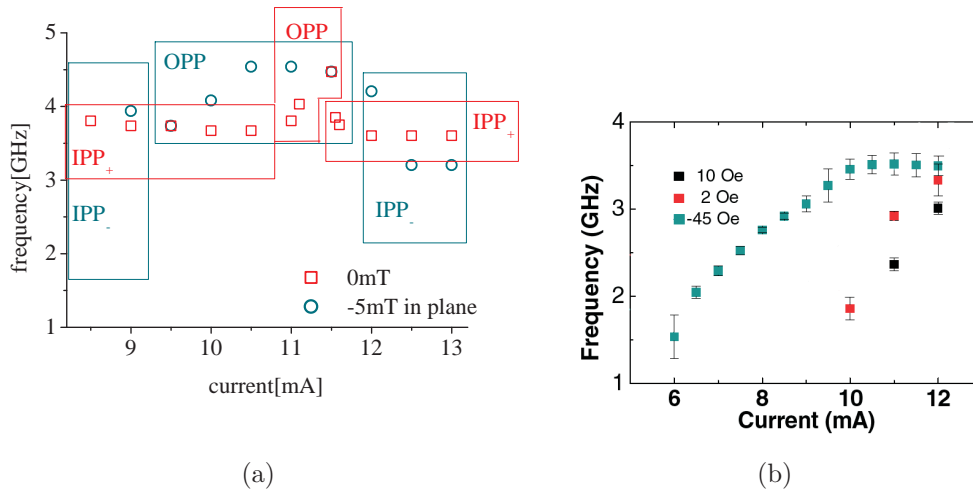 5
4
3
2
1
frequency[GHz]
OPP
OPP
IPP+
IPP-
IPP+
IPP-
0mT
-5mT in plane
9 10 11 12 13
current[mA]
(a)
4
3
2
1
Frequency (GHz)
10 Oe
2 Oe
-45 Oe
6 8 10 12
Current (mA)
(b)